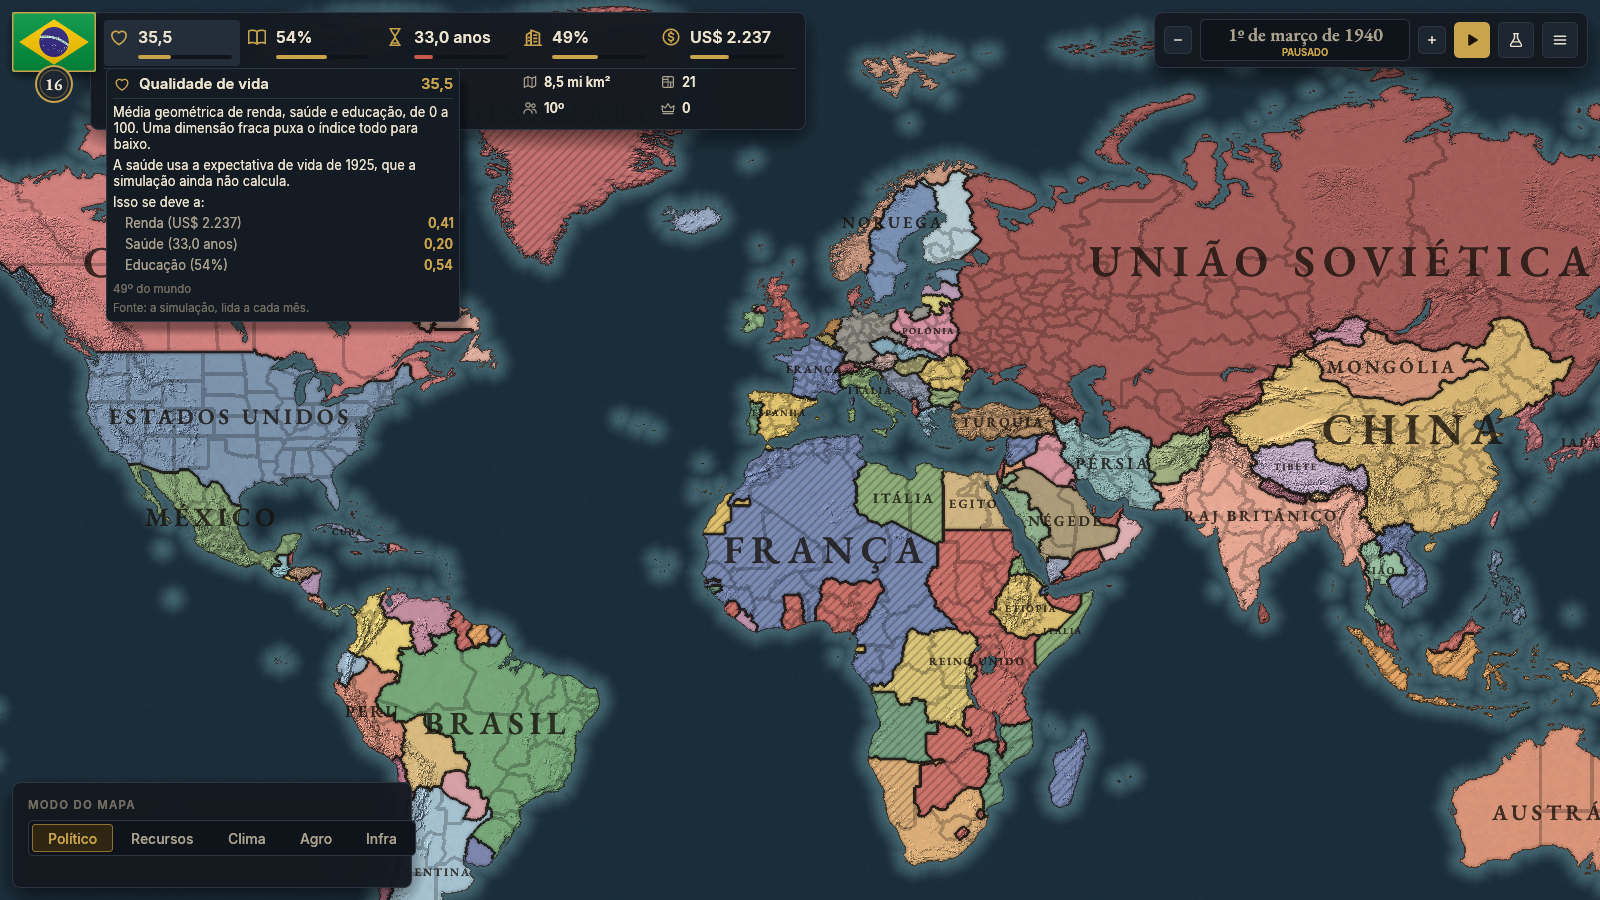 35,5
54%
33,0 anos
49%
US$ 2.237
16
8,5 mi km²
21
10º
0
Qualidade de vida
35,5
Média geométrica de renda, saúde e educação, de 0 a
100. Uma dimensão fraca puxa o índice todo para
baixo.
A saúde usa a expectativa de vida de 1925, que a
simulação ainda não calcula.
Isso se deve a:
Renda (US$ 2.237)
0,41
Saúde (33,0 anos)
0,20
Educação (54%)
0,54
49º do mundo
Fonte: a simulação, lida a cada mês.
−
1º de março de 1940
PAUSADO
+
C
NORUEGA
UNIÃO SOVIÉTICA
POLÔNIA
FRANÇA
ITÁLIA
ESPANHA
TURQUIA
MONGÓLIA
CHINA
ESTADOS UNIDOS
PÉRSIA
TIBETE
ITÁLIA
EGITO
NEGEDE
RAJ BRITÂNICO
MÉXICO
CUBA
FRANÇA
SIÃO
ETIÓPIA
ITÁLIA
REINO UNIDO
PERU
BRASIL
AUSTRÁ
ENTINA
MODO DO MAPA
Político
Recursos
Clima
Agro
Infra